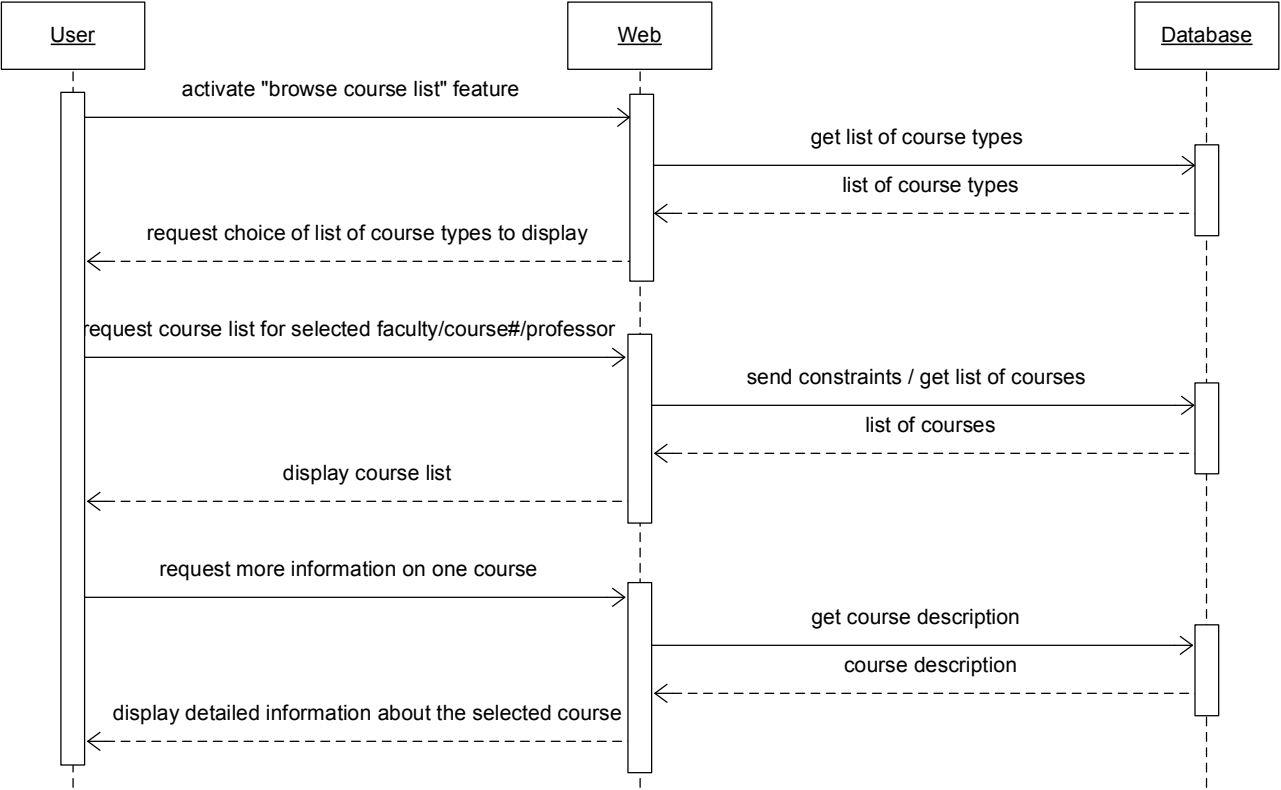 User
Web
Database
activate "browse course list" feature
get list of course types
list of course types
request choice of list of course types to display
request course list for selected faculty/course#/professor
send constraints / get list of courses
list of courses
display course list
request more information on one course
get course description
course description
display detailed information about the selected course